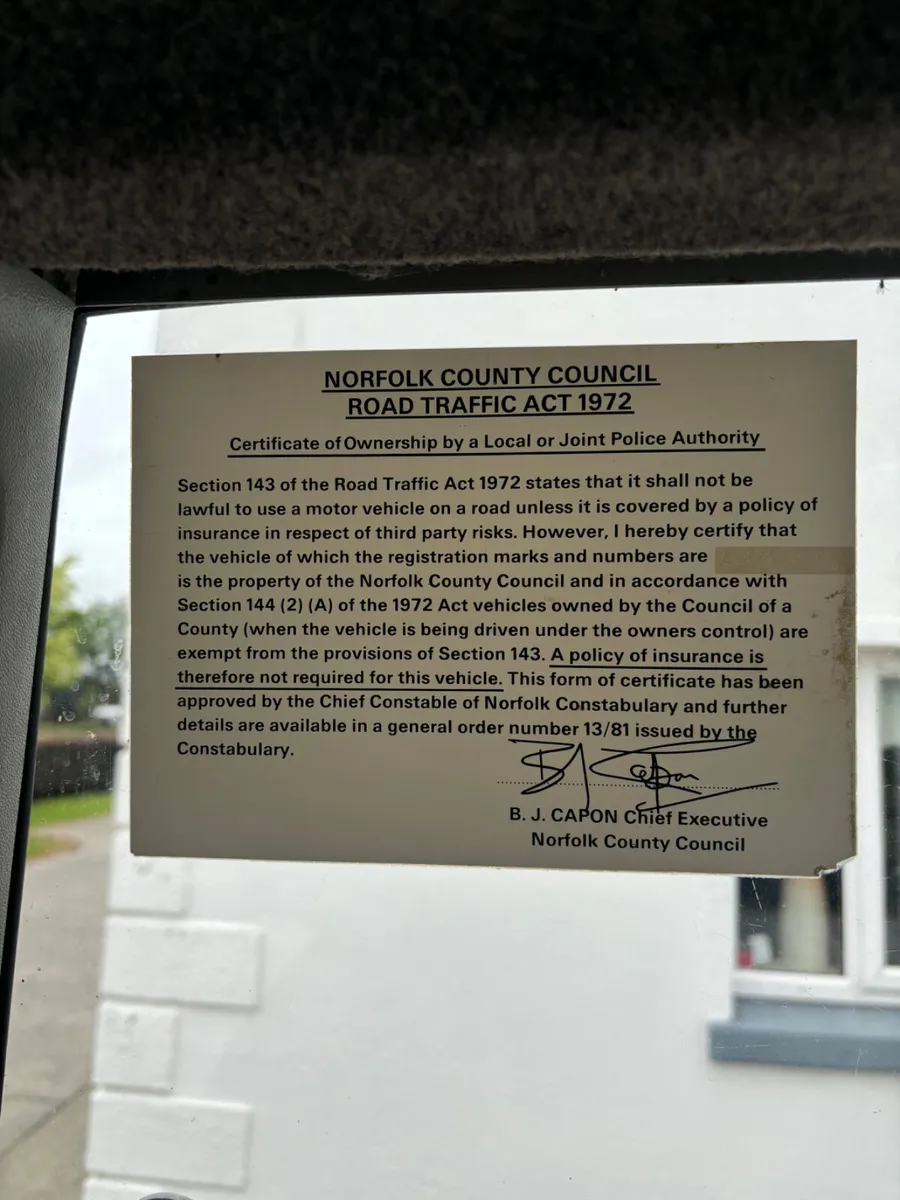 NORFOLK COUNTY COUNCIL
ROAD TRAFFIC ACT 1972
Certificate of Ownership by a Local or Joint Police Authority
Section 143 of the Road Traffic Act 1972 states that it shall not be
lawful to use a motor vehicle on a road unless it is covered by a policy of
insurance in respect of third party risks. However, I hereby certify that
the vehicle of which the registration marks and numbers are
is the property of the Norfolk County Council and in accordance with
Section 144 (2) (A) of the 1972 Act vehicles owned by the Council of a
County (when the vehicle is being driven under the owners control) are
exempt from the provisions of Section 143. A policy of insurance is
therefore not required for this vehicle. This form of certificate has been
approved by the Chief Constable of Norfolk Constabulary and further
details are available in a general order number 13/81 issued by the
Constabulary.
B J Capon
B. J. CAPON Chief Executive
Norfolk County Council